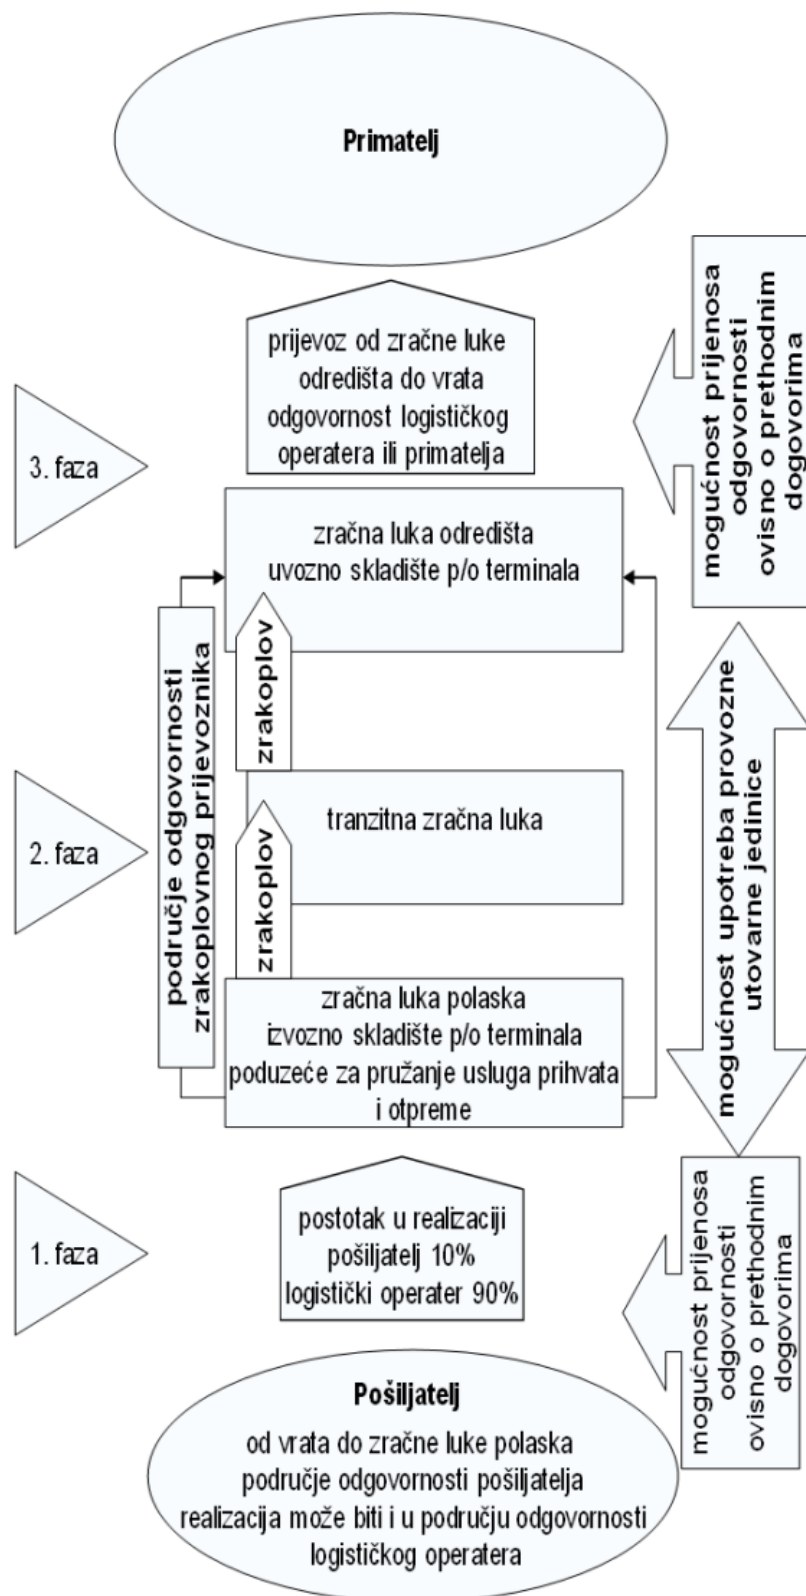 Primatelj
mogućnost prijenosa
odgovornosti
ovisno o prethodnim
dogovorima
prijevoz od zračne luke
odredišta do vrata
odgovornost logističkog
operatera ili primatelja
3. faza
zračna luka odredišta
uvozno skladište p/o terminala
područje odgovornosti
zrakoplovnog prijevoznika
zrakoplov
mogućnost upotreba provozne
utovarne jedinice
2. faza
tranzitna zračna luka
zrakoplov
zračna luka polaska
izvozno skladište p/o terminala
poduzeće za pružanje usluga prihvata
i otpreme
1. faza
postotak u realizaciji
pošiljatelj 10%
logistički operater 90%
mogućnost prijenosa
odgovornosti
ovisno o prethodnim
dogovorima
Pošiljatelj
od vrata do zračne luke polaska
područje odgovornosti pošiljatelja
realizacija može biti i u području odgovornosti
logističkog operatera